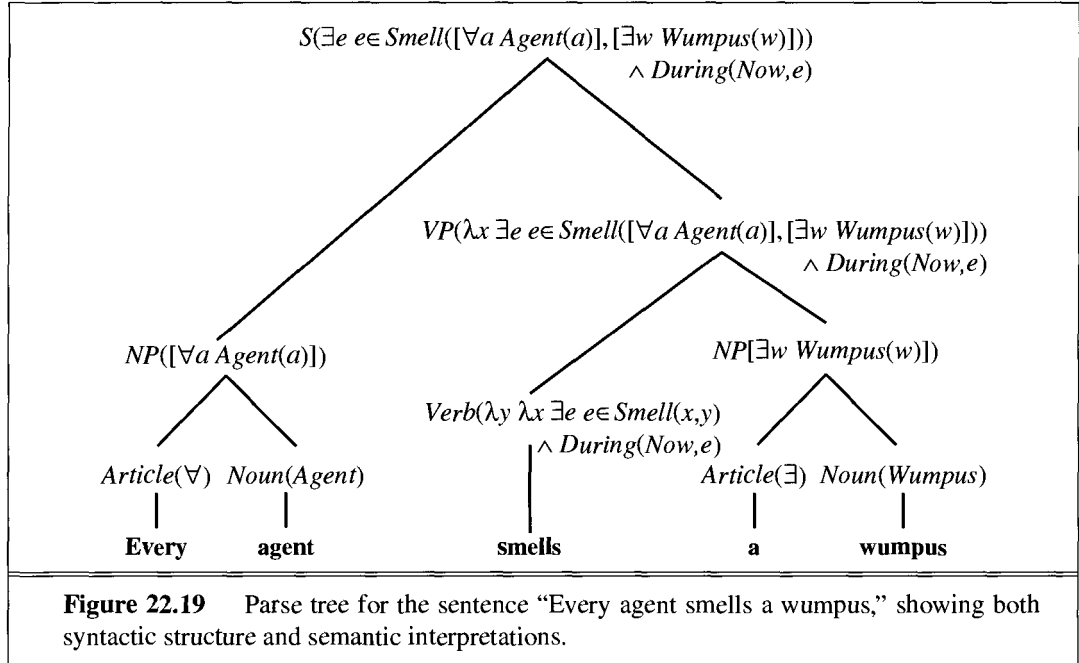 S(∃e e∈Smell([∀a Agent(a)],[∃w Wumpus(w)]))
∧ During(Now,e)
VP(λx ∃e e∈Smell([∀a Agent(a)],[∃w Wumpus(w)]))
∧ During(Now,e)
NP([∀a Agent(a)])
NP[∃w Wumpus(w)])
Verb(λy λx ∃e e∈Smell(x,y)
∧ During(Now,e)
Article(∀) Noun(Agent) Article(∃) Noun(Wumpus)
Every agent smells a wumpus
Figure 22.19 Parse tree for the sentence “Every agent smells a wumpus,” showing both
syntactic structure and semantic interpretations.